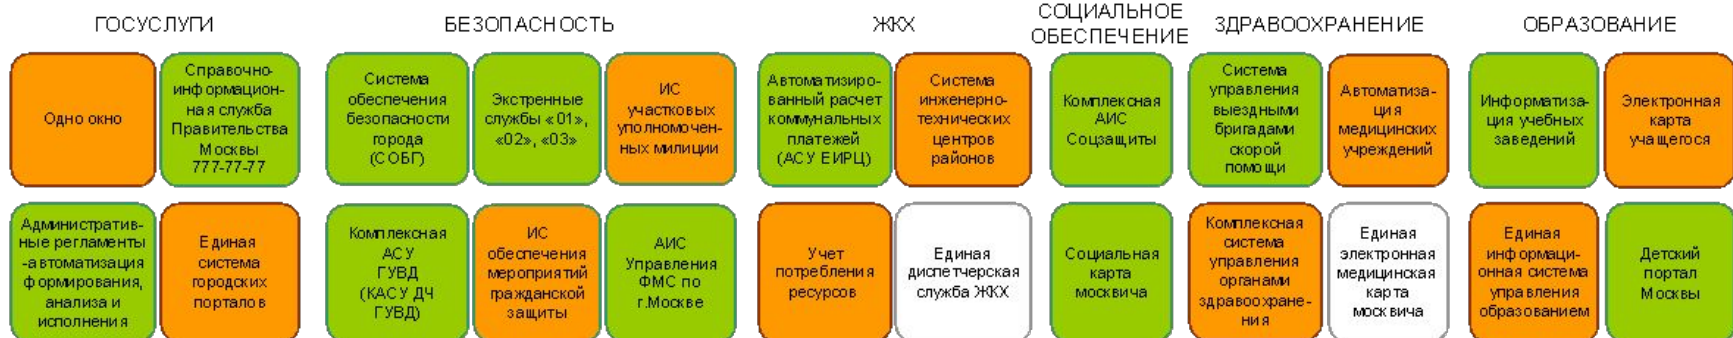 ГОСУСЛУГИ
БЕЗОПАСНОСТЬ
ЖКХ
СОЦИАЛЬНОЕ
ОБЕСПЕЧЕНИЕ
ЗДРАВООХРАНЕНИЕ
ОБРАЗОВАНИЕ
Одно окно
Справочно-
информацион-
ная служба
Правительства
Москвы
777-77-77
Система
обеспечения
безопасности
города
(СОБГ)
Экстренные
службы «01»,
«02», «03»
ИС
участковых
уполномочен-
ных милиции
Автоматизиро-
ванный расчет
коммунальных
платежей
(АСУ ЕИРЦ)
Система
инженерно-
технических
центров
районов
Комплексная
АИС
Соцзащиты
Система
управления
выездными
бригадами
скорой
помощи
Автоматиза-
ция
медицинских
учреждений
Информатиза-
ция учебных
заведений
Электронная
карта
учащегося
Административ-
ные регламенты
-автоматизация
формирования,
анализа и
исполнения
Единая
система
городских
порталов
Комплексная
АСУ
ГУВД
(КАСУ ДЧ
ГУВД)
ИС
обеспечения
мероприятий
гражданской
защиты
АИС
Управления
ФМС по
г.Москве
Учет
потребления
ресурсов
Единая
диспетчерская
служба ЖКХ
Социальная
карта
москвича
Комплексная
система
управления
органами
здравоохране-
ния
Единая
электронная
медицинская
карта
москвича
Единая
информаци-
онная система
управления
образованием
Детский
портал
Москвы